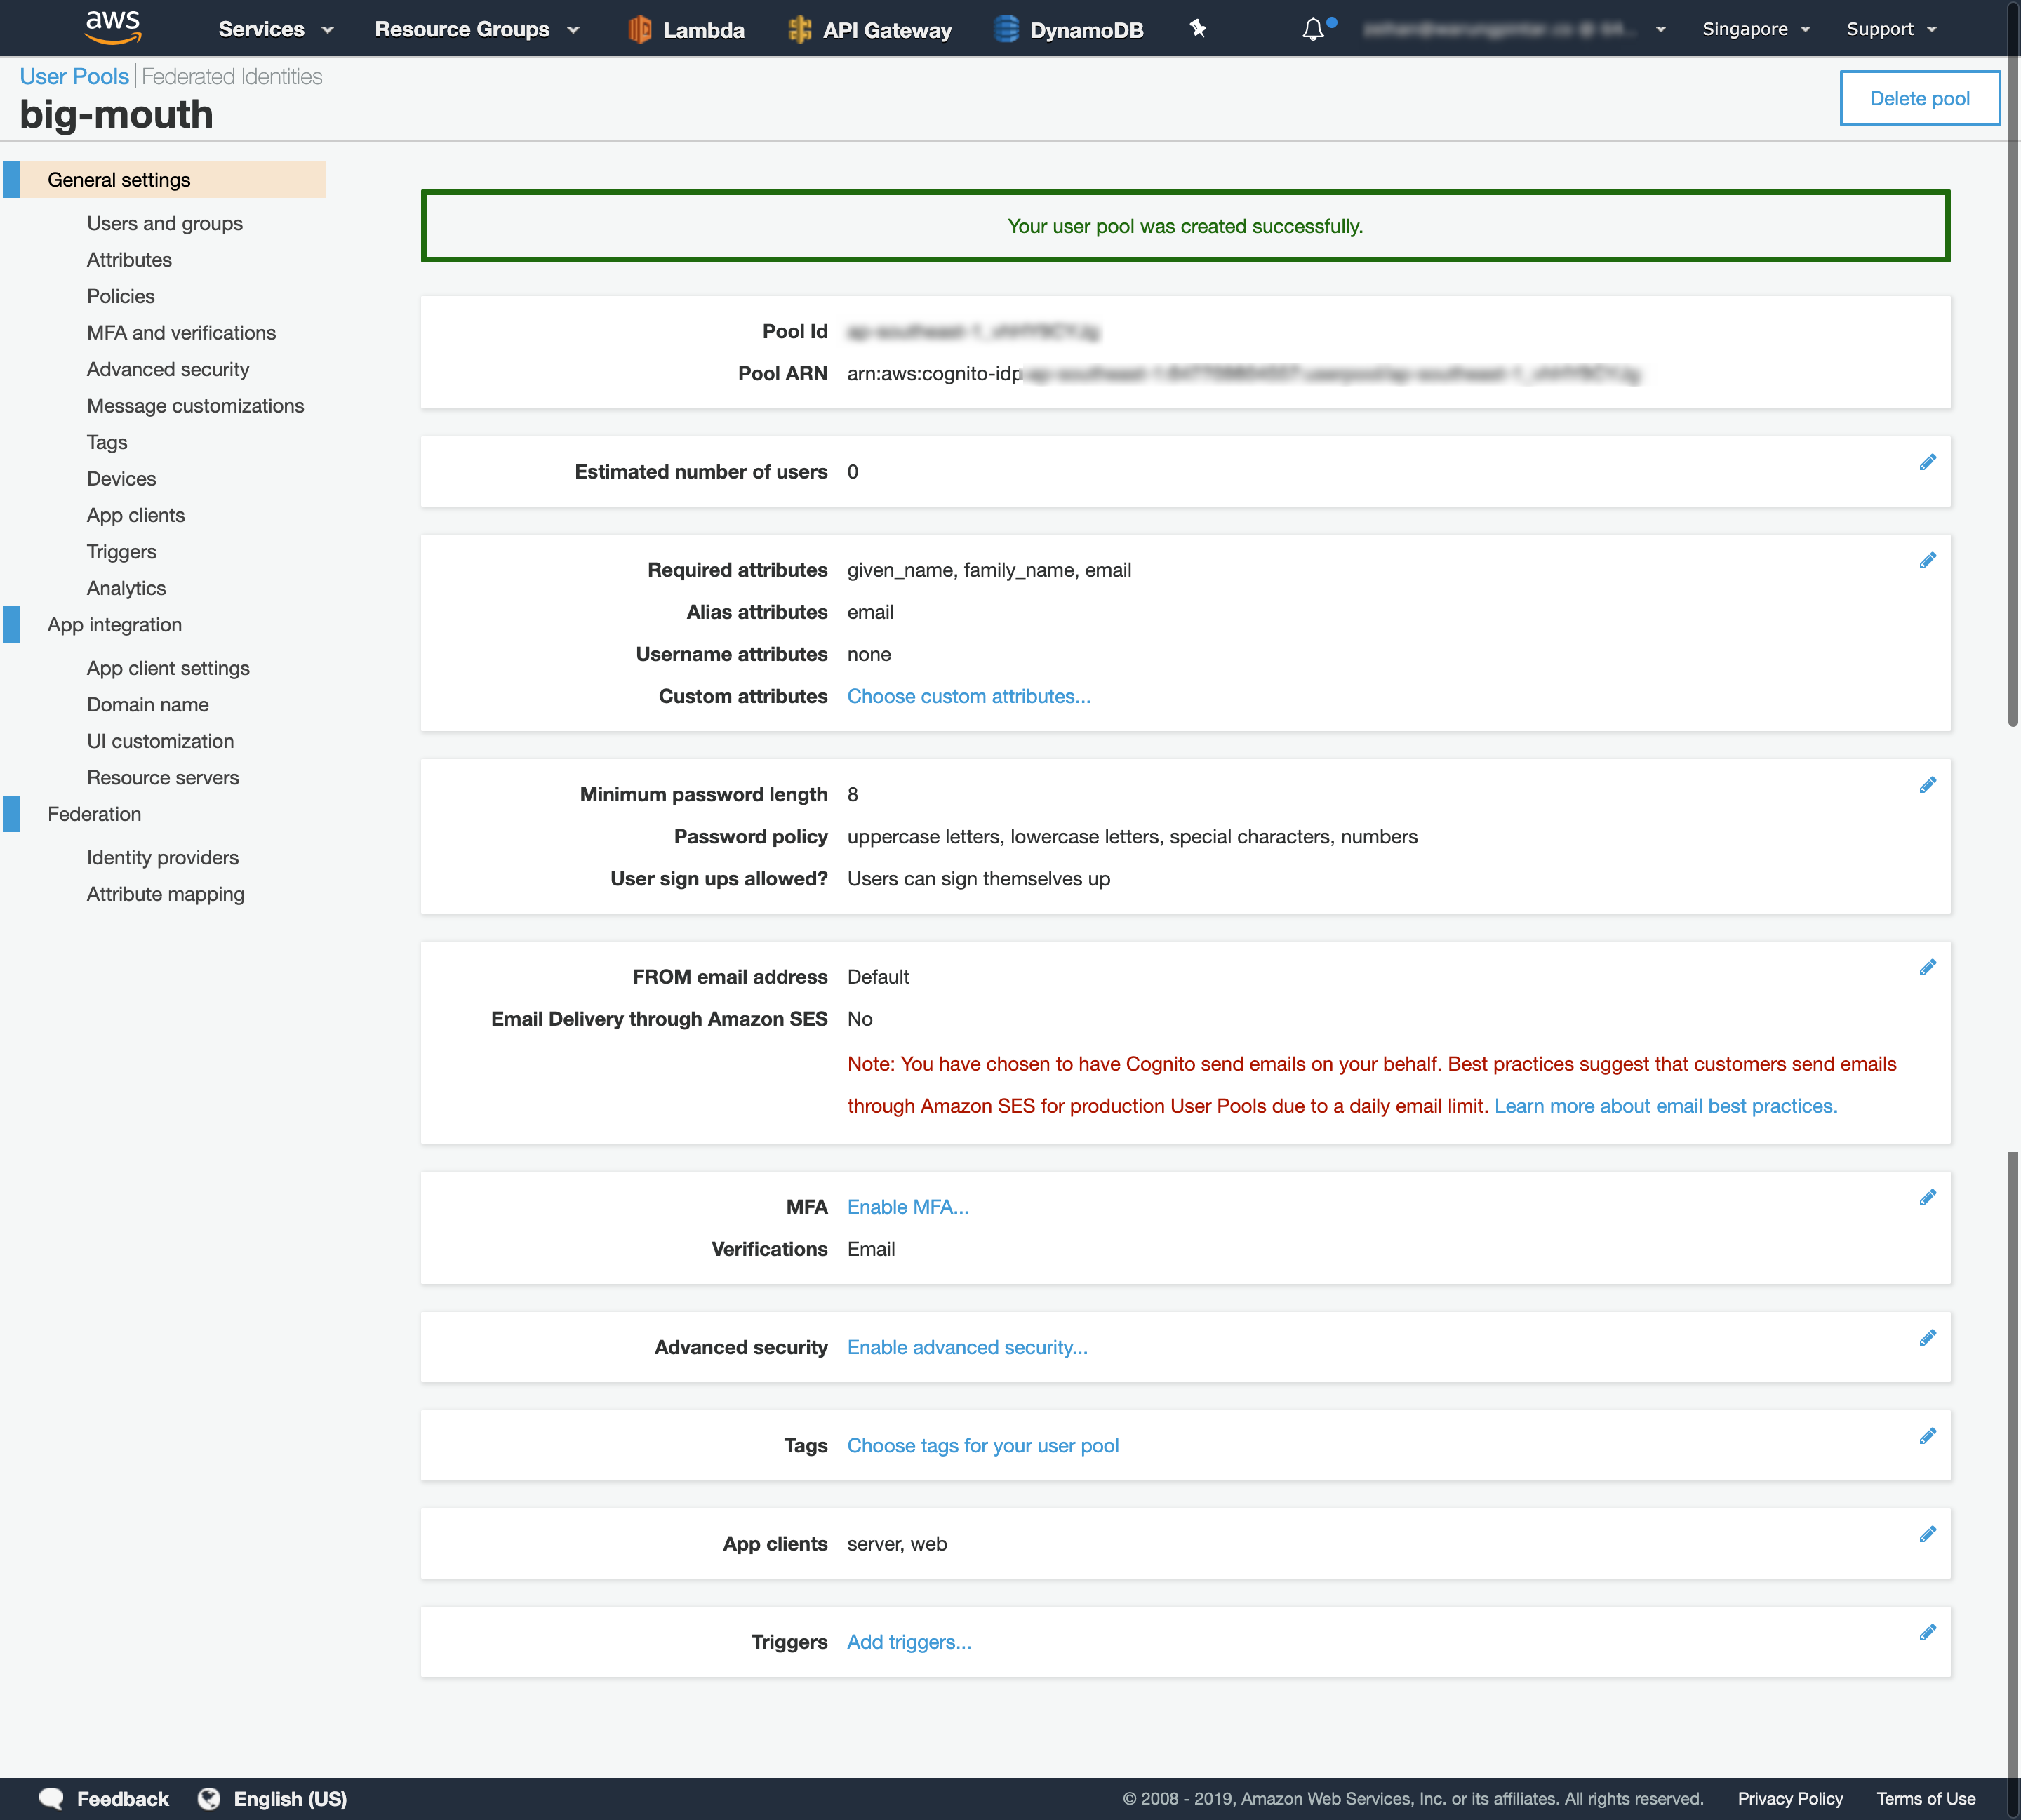 aws Services Resource Groups Lambda API Gateway DynamoDB Singapore Support
User Pools | Federated Identities
big-mouth
Delete pool
General settings
Users and groups
Attributes
Policies
MFA and verifications
Advanced security
Message customizations
Tags
Devices
App clients
Triggers
Analytics
App integration
App client settings
Domain name
UI customization
Resource servers
Federation
Identity providers
Attribute mapping
Your user pool was created successfully.
Pool Id
Pool ARN arn:aws:cognito-idp
Estimated number of users 0
Required attributes given_name, family_name, email
Alias attributes email
Username attributes none
Custom attributes Choose custom attributes...
Minimum password length 8
Password policy uppercase letters, lowercase letters, special characters, numbers
User sign ups allowed? Users can sign themselves up
FROM email address Default
Email Delivery through Amazon SES No
Note: You have chosen to have Cognito send emails on your behalf. Best practices suggest that customers send emails
through Amazon SES for production User Pools due to a daily email limit. Learn more about email best practices.
MFA Enable MFA...
Verifications Email
Advanced security Enable advanced security...
Tags Choose tags for your user pool
App clients server, web
Triggers Add triggers...
Feedback English (US) © 2008 - 2019, Amazon Web Services, Inc. or its affiliates. All rights reserved. Privacy Policy Terms of Use